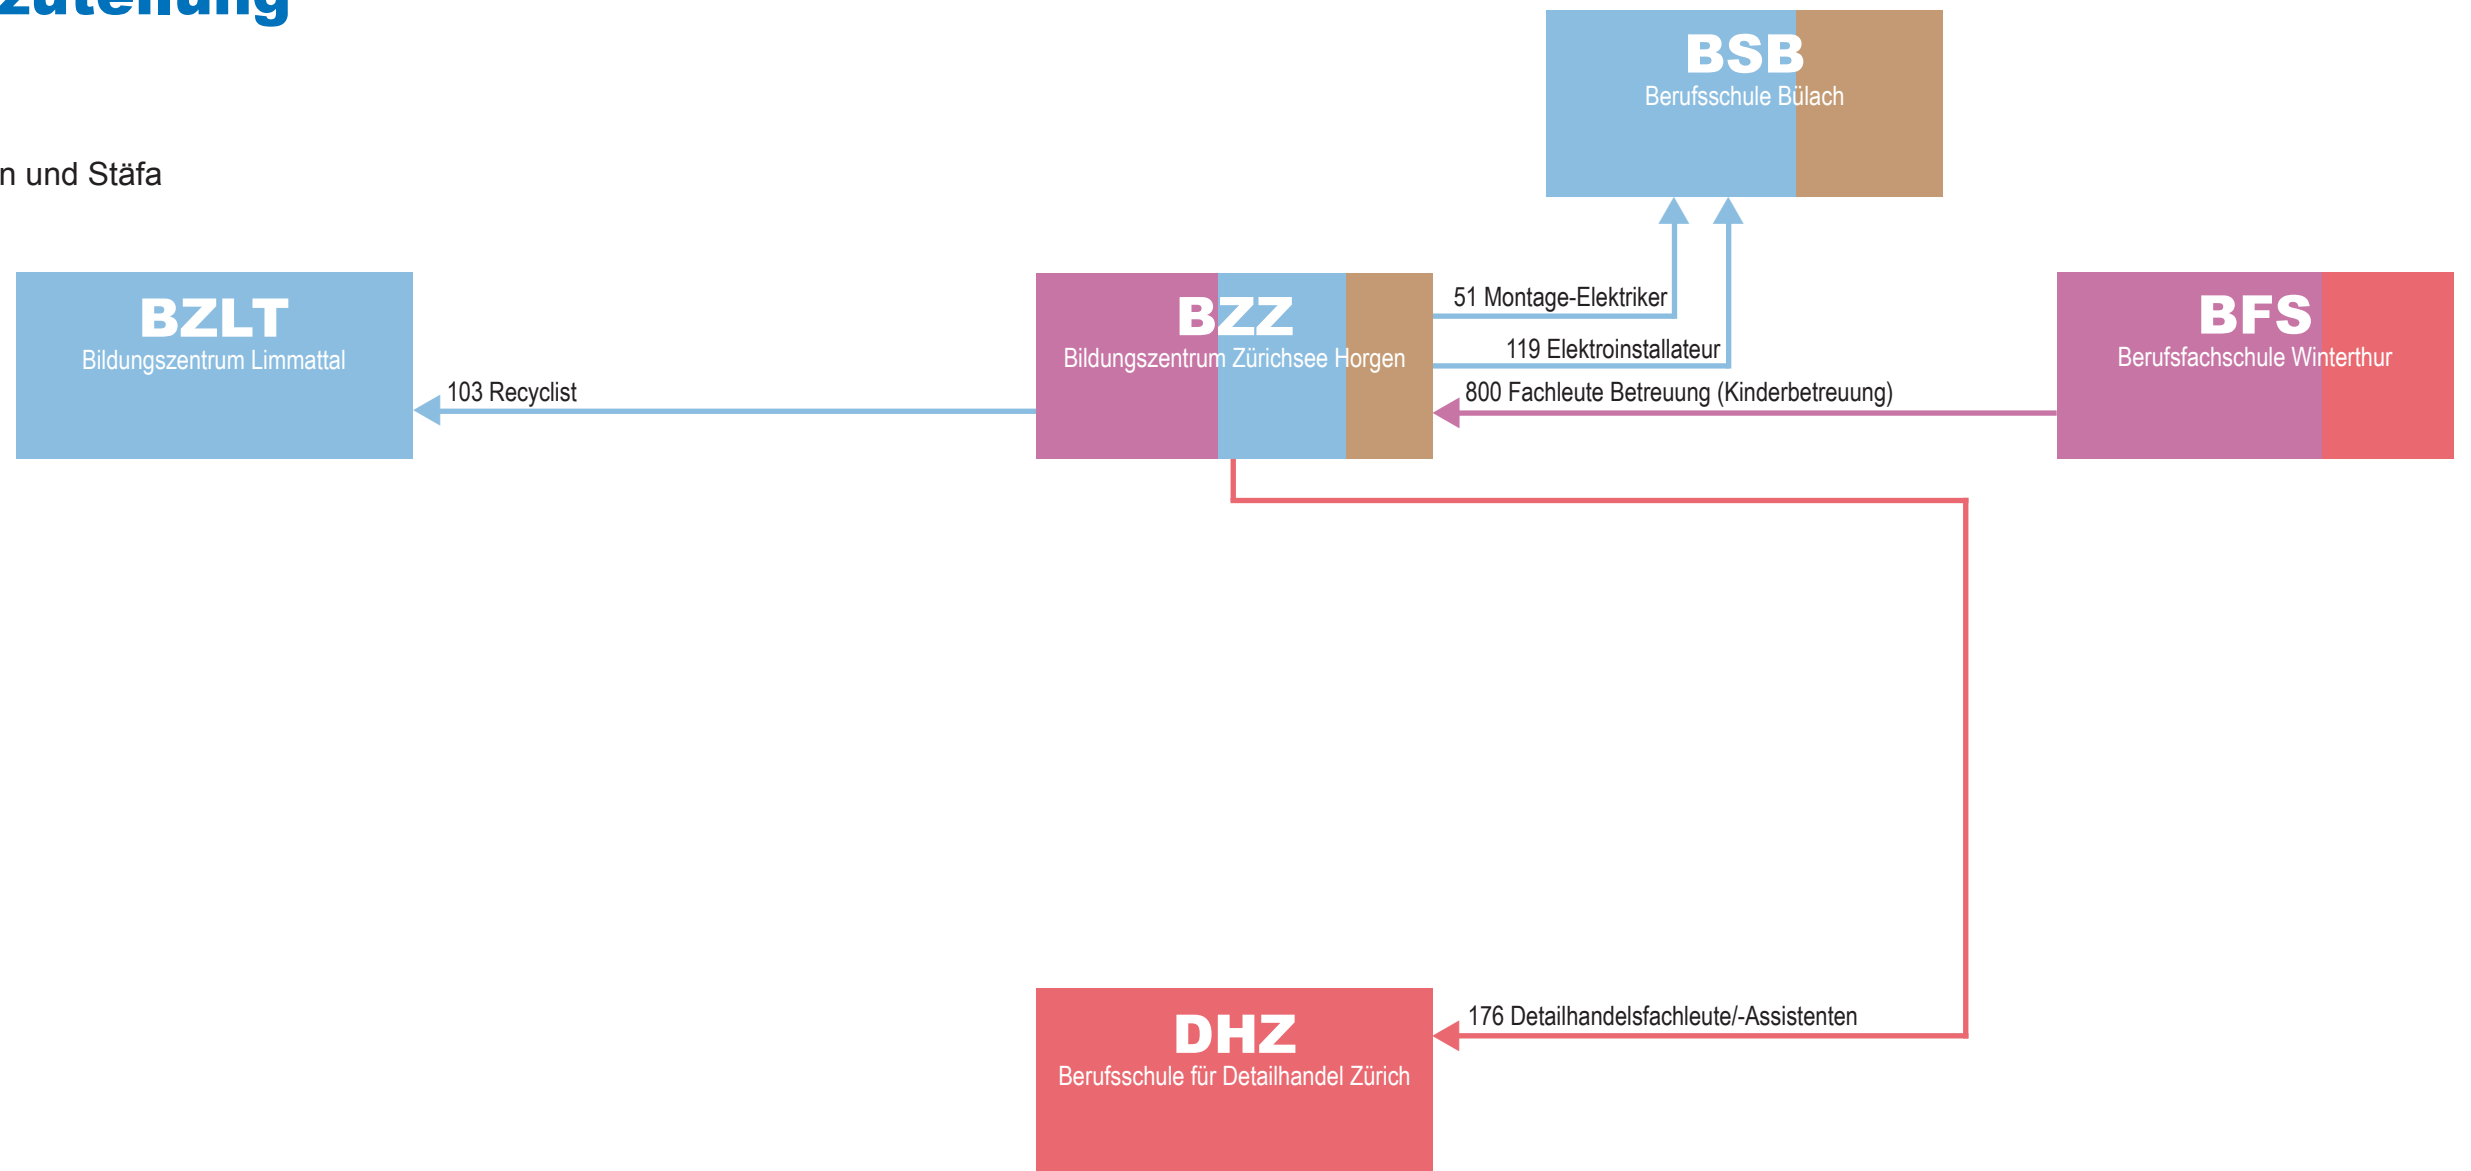 zuteilung
n und Stäfa
BSB
Berufsschule Bülach
BZLT
Bildungszentrum Limmattal
103 Recyclist
BZZ
Bildungszentrum Zürichsee Horgen
51 Montage-Elektriker
119 Elektroinstallateur
800 Fachleute Betreuung (Kinderbetreuung)
BFS
Berufsfachschule Winterthur
DHZ
Berufsschule für Detailhandel Zürich
176 Detailhandelsfachleute/-Assistenten